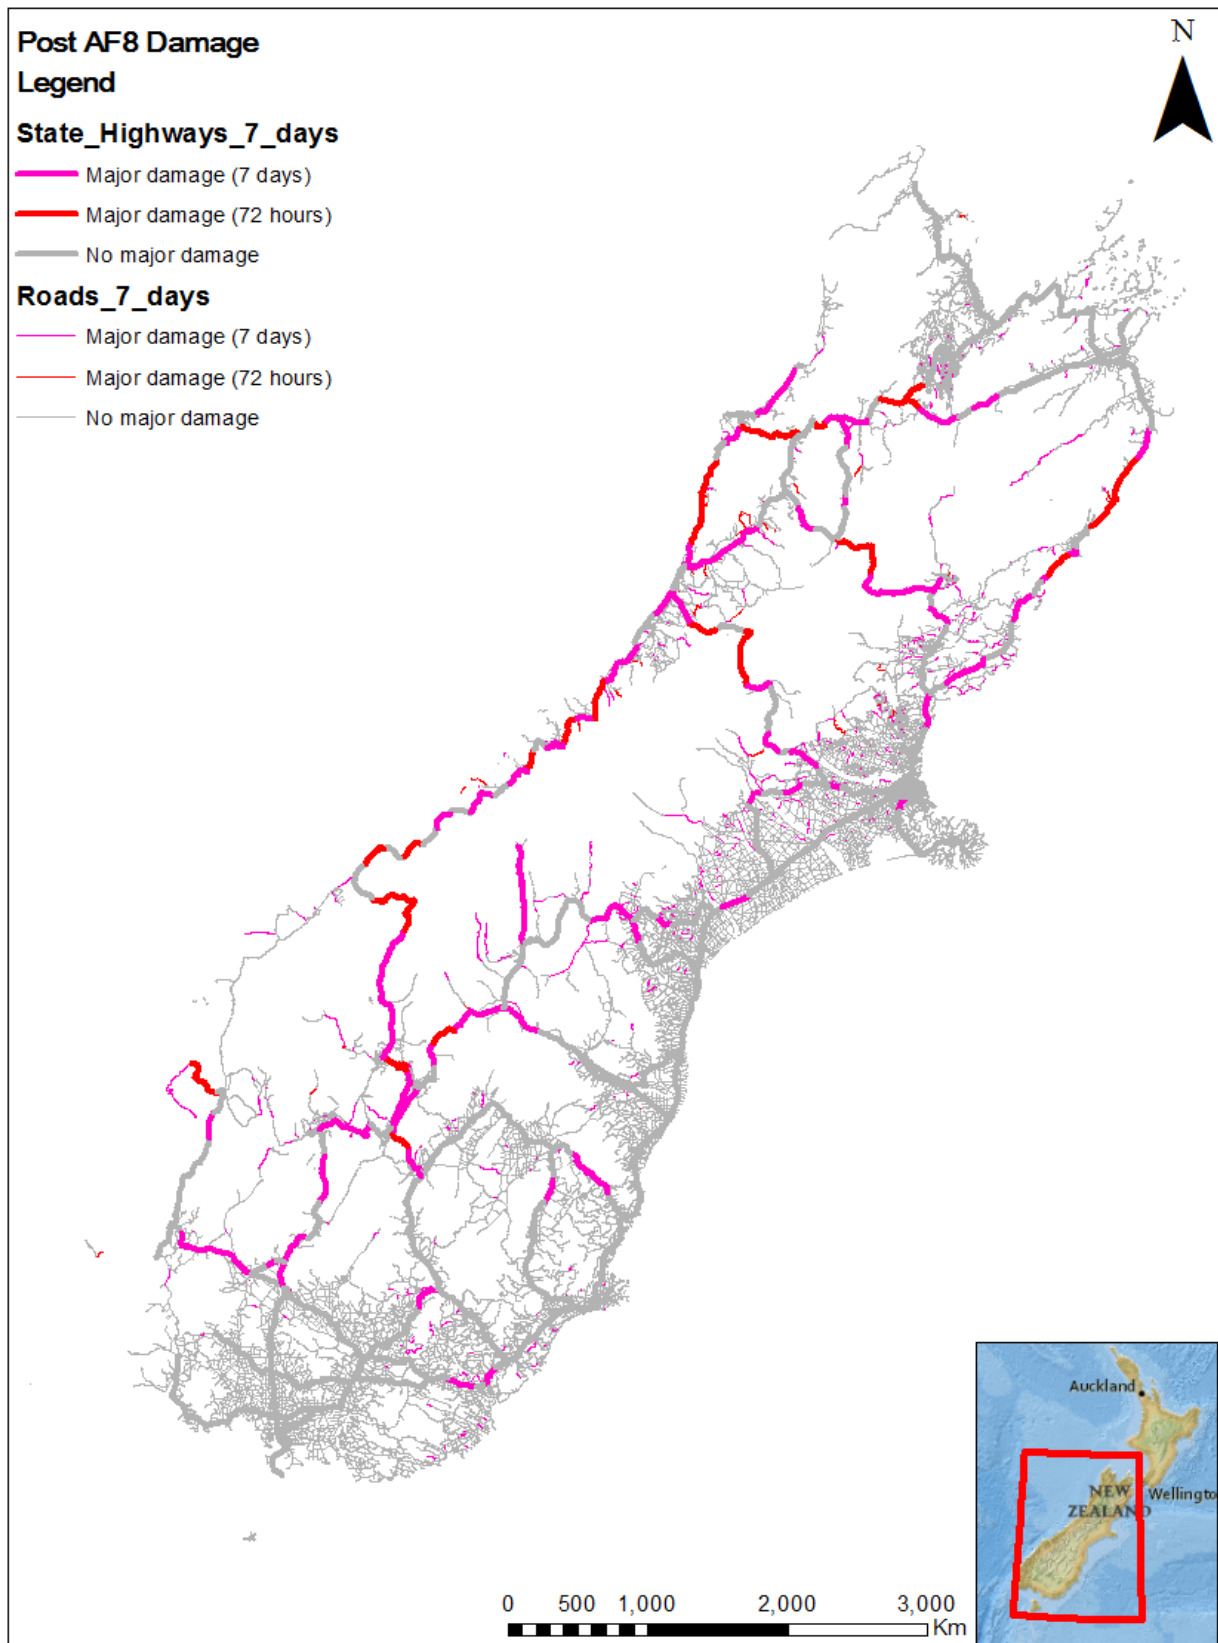 Post AF8 Damage
Legend
State_Highways_7_days
Major damage (7 days)
Major damage (72 hours)
No major damage
Roads_7_days
Major damage (7 days)
Major damage (72 hours)
No major damage
N
Auckland
NEW
ZEALAND
Wellingto
0 500 1,000 2,000 3,000
Km